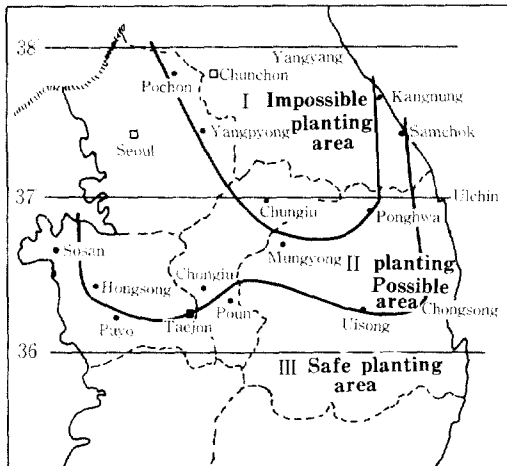 38
Yangyang
Chunchon
Pochon
I Impossible
planting
area
Kangnung
Yangpyong
Samchok
Seoul
37
Ulchin
Chungju
Ponghwa
Mungyong
Sosan
II planting
Possible
area
Hongsong
Chongju
Poun
Chongsong
Puyo
Taejon
Uisong
36
III Safe planting
area